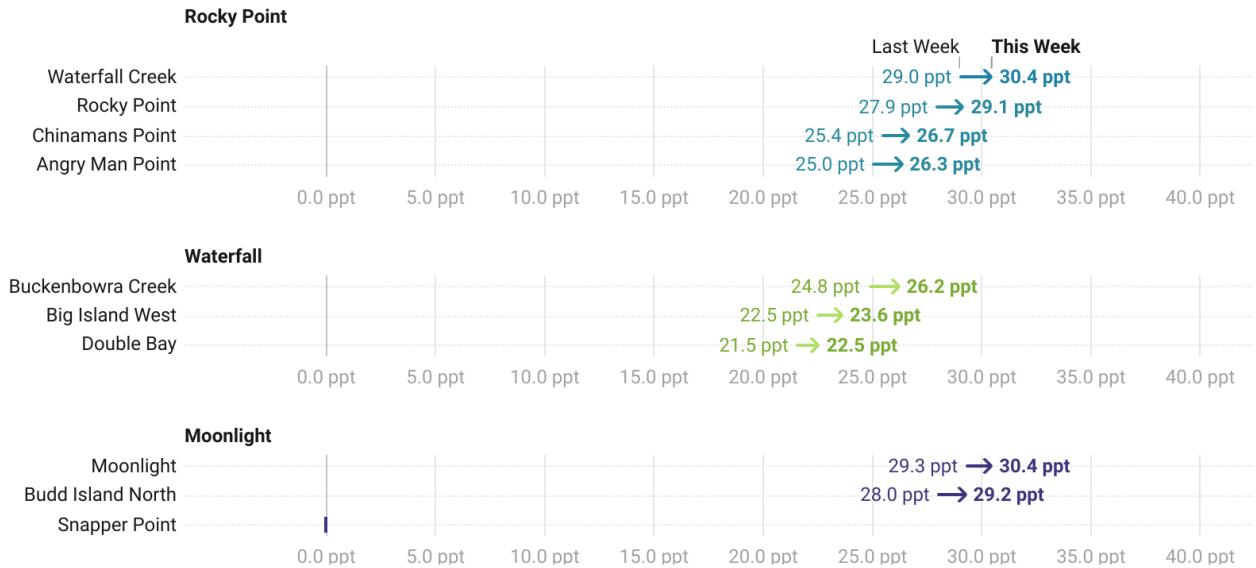 Rocky Point
Last Week This Week
Waterfall Creek 29.0 ppt 30.4 ppt
Rocky Point 27.9 ppt 29.1 ppt
Chinamans Point 25.4 ppt 26.7 ppt
Angry Man Point 25.0 ppt 26.3 ppt
0.0 ppt 5.0 ppt 10.0 ppt 15.0 ppt 20.0 ppt 25.0 ppt 30.0 ppt 35.0 ppt 40.0 ppt
Waterfall
Buckenbowra Creek 24.8 ppt 26.2 ppt
Big Island West 22.5 ppt 23.6 ppt
Double Bay 21.5 ppt 22.5 ppt
0.0 ppt 5.0 ppt 10.0 ppt 15.0 ppt 20.0 ppt 25.0 ppt 30.0 ppt 35.0 ppt 40.0 ppt
Moonlight
Moonlight 29.3 ppt 30.4 ppt
Budd Island North 28.0 ppt 29.2 ppt
Snapper Point
0.0 ppt 5.0 ppt 10.0 ppt 15.0 ppt 20.0 ppt 25.0 ppt 30.0 ppt 35.0 ppt 40.0 ppt